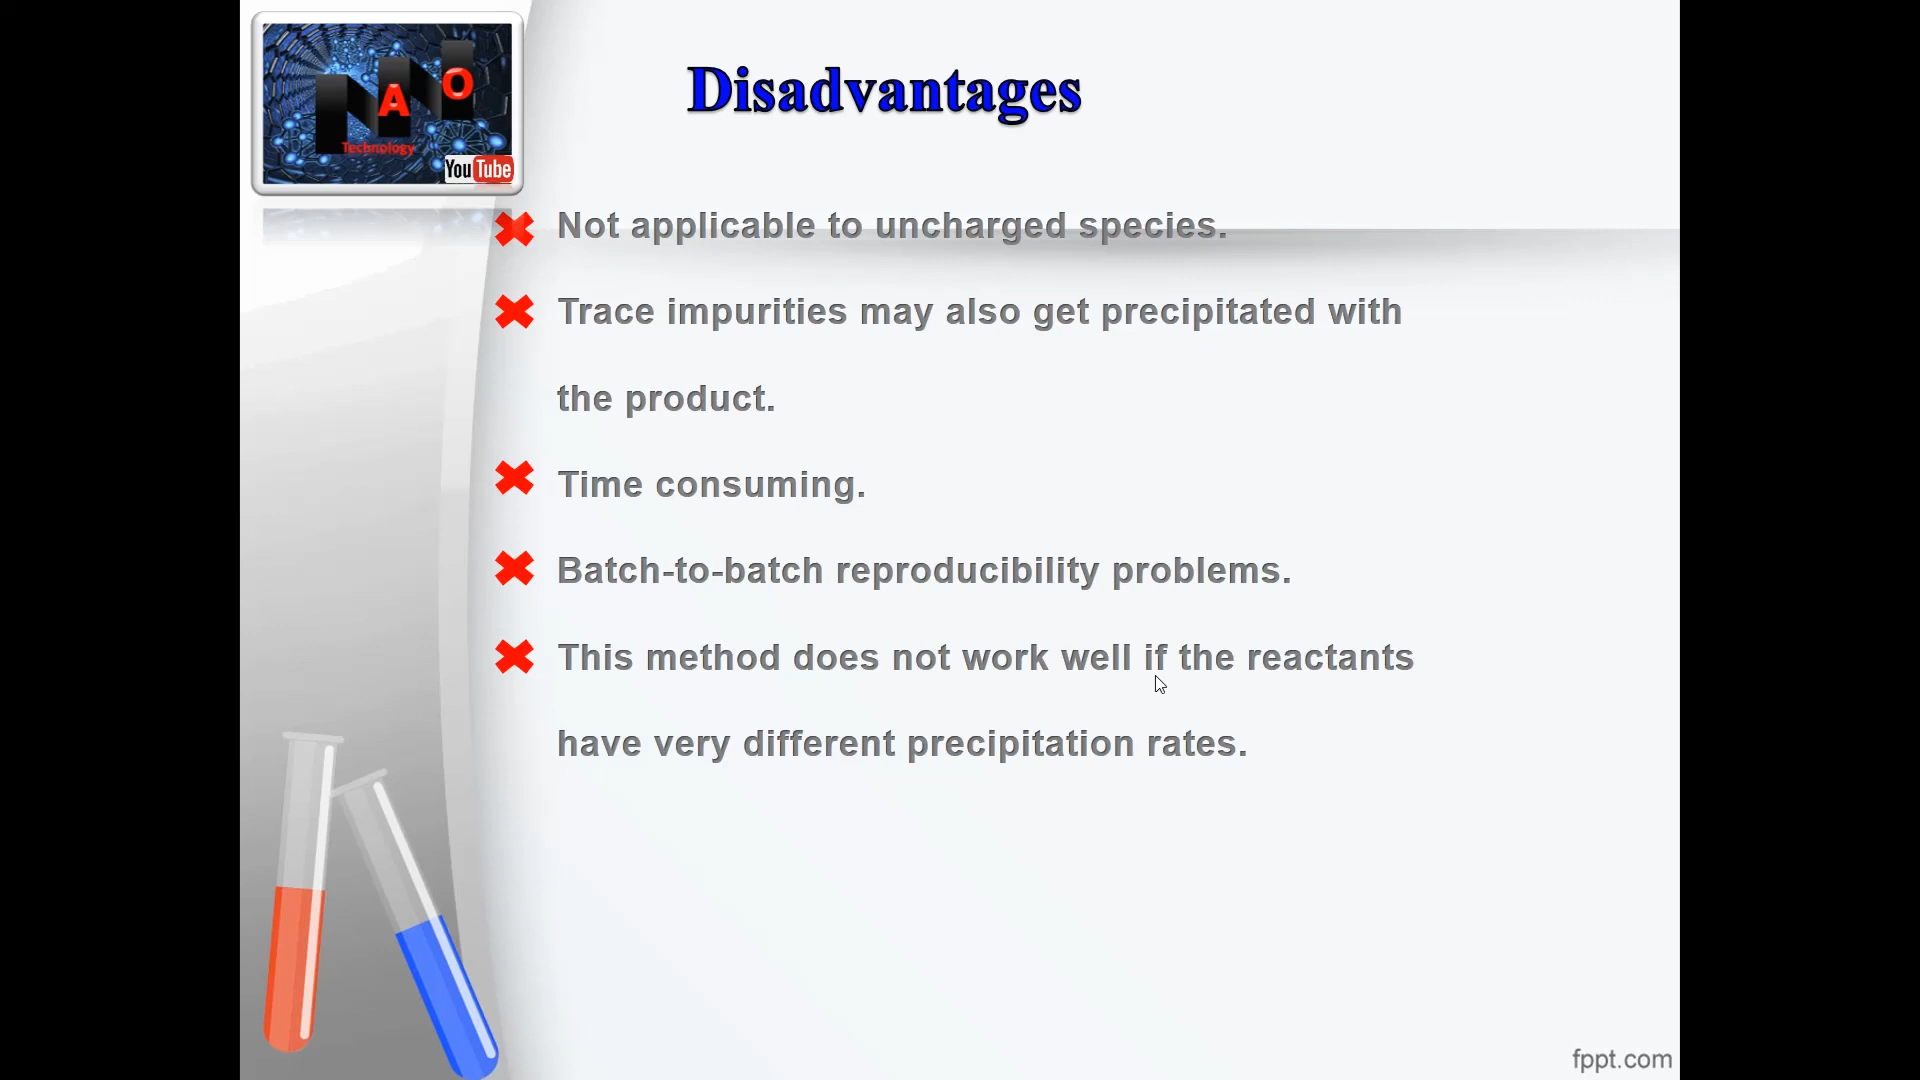 NANO
Technology
YouTube
Disadvantages
Not applicable to uncharged species.
Trace impurities may also get precipitated with
the product.
Time consuming.
Batch-to-batch reproducibility problems.
This method does not work well if the reactants
have very different precipitation rates.
fppt.com